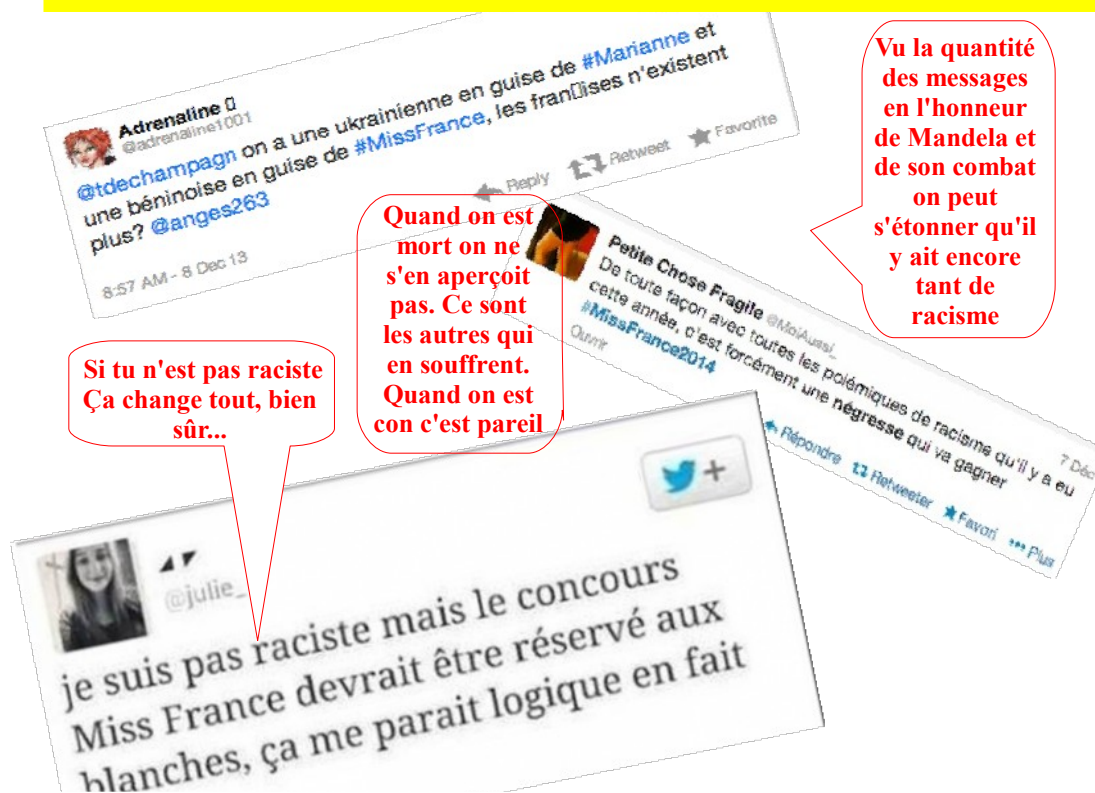 Adrenaline
@adrenaline1001
@tdechampagn on a une ukrainienne en guise de #Marianne et
une béninoise en guise de #MissFrance, les fran▯ises n'existent
plus? @anges263
Reply Retweet Favorite
8:57 AM - 8 Dec 13
Vu la quantité
des messages
en l'honneur
de Mandela et
de son combat
on peut
s'étonner qu'il
y ait encore
tant de
racisme
Quand on est
mort on ne
s'en aperçoit
pas. Ce sont
les autres qui
en souffrent.
Quand on est
con c'est pareil
Petite Chose Fragile @MoiAussi_
7 Déc
De toute façon avec toutes les polémiques de racisme qu'il y a eu
cette année, c'est forcément une négresse qui va gagner
#MissFrance2014
Ouvrir
Répondre Retweeter Favori Plus
Si tu n'est pas raciste
Ça change tout, bien
sûr...
@julie_
je suis pas raciste mais le concours
Miss France devrait être réservé aux
blanches, ça me parait logique en fait